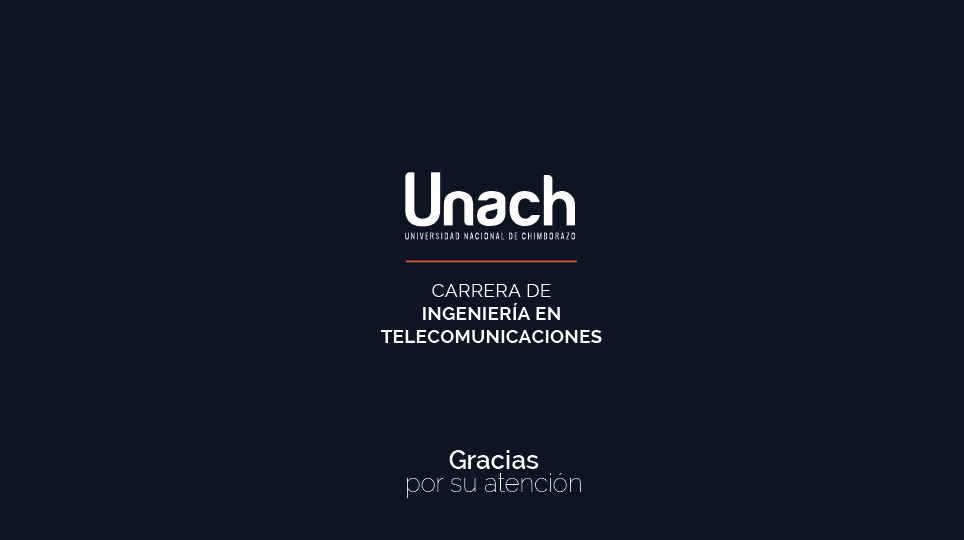 Unach
UNIVERSIDAD NACIONAL DE CHIMBORAZO
CARRERA DE
INGENIERÍA EN
TELECOMUNICACIONES
Gracias
por su atención